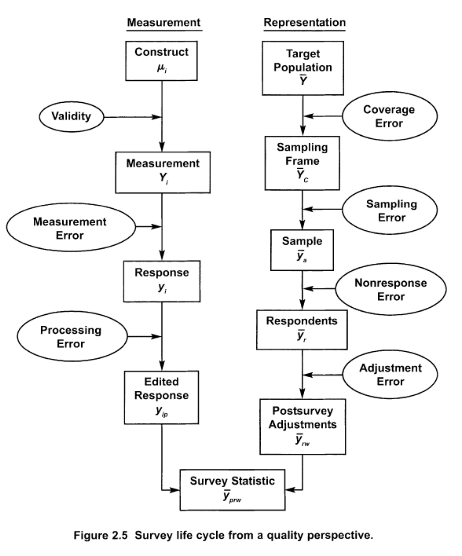 Measurement
Representation
Construct
μi
Target
Population
Ȳ
Validity
Coverage
Error
Measurement
Yi
Sampling
Frame
ȲC
Measurement
Error
Sampling
Error
Sample
ȳs
Response
yi
Nonresponse
Error
Respondents
ȳr
Processing
Error
Adjustment
Error
Edited
Response
yip
Postsurvey
Adjustments
ȳrw
Survey Statistic
ȳprw
Figure 2.5 Survey life cycle from a quality perspective.